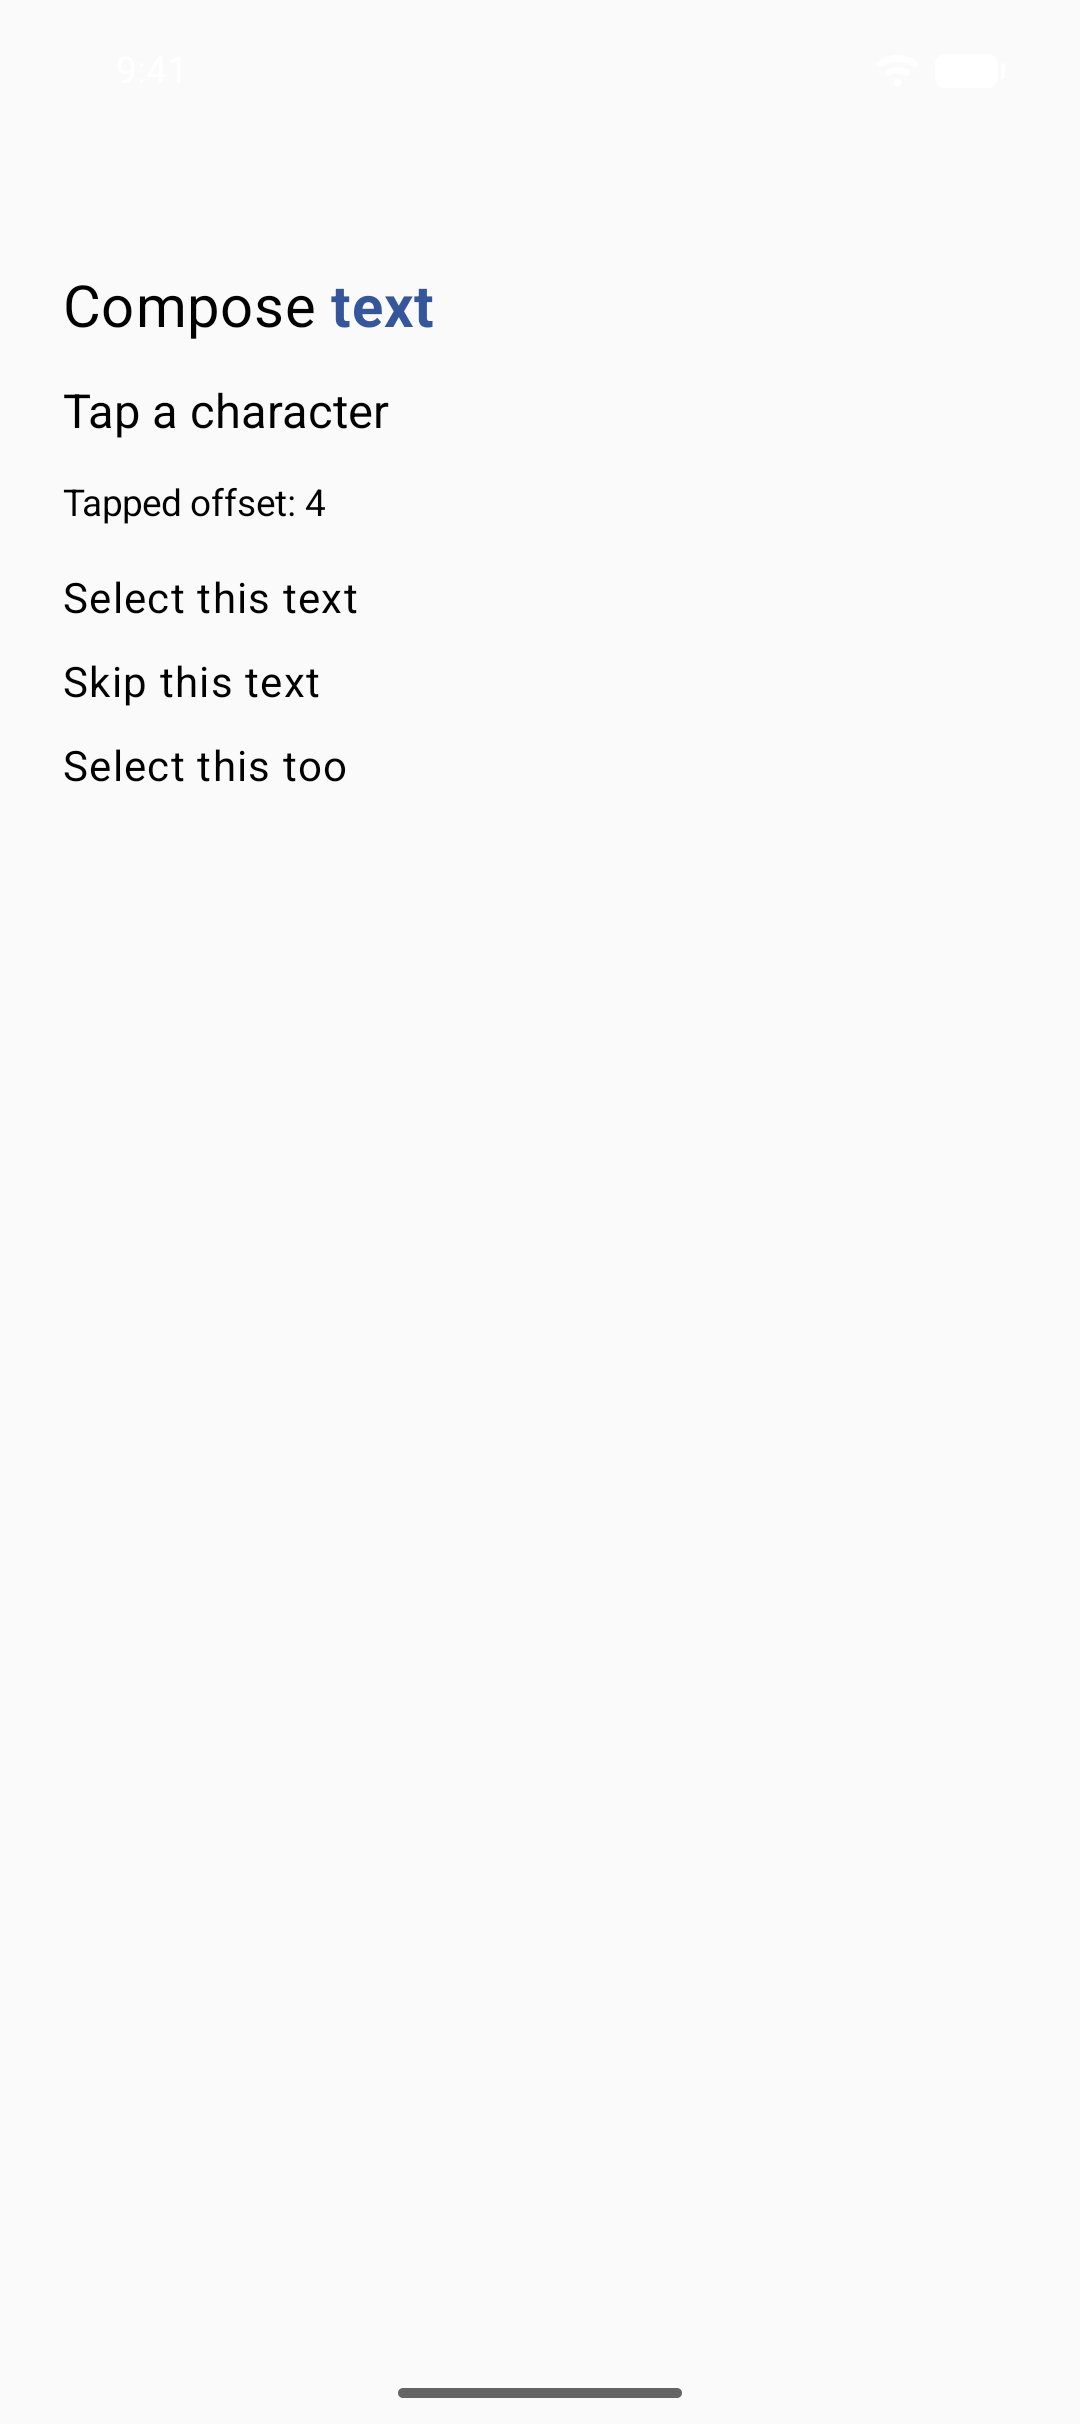 9:41
Compose text
Tap a character
Tapped offset: 4
Select this text
Skip this text
Select this too